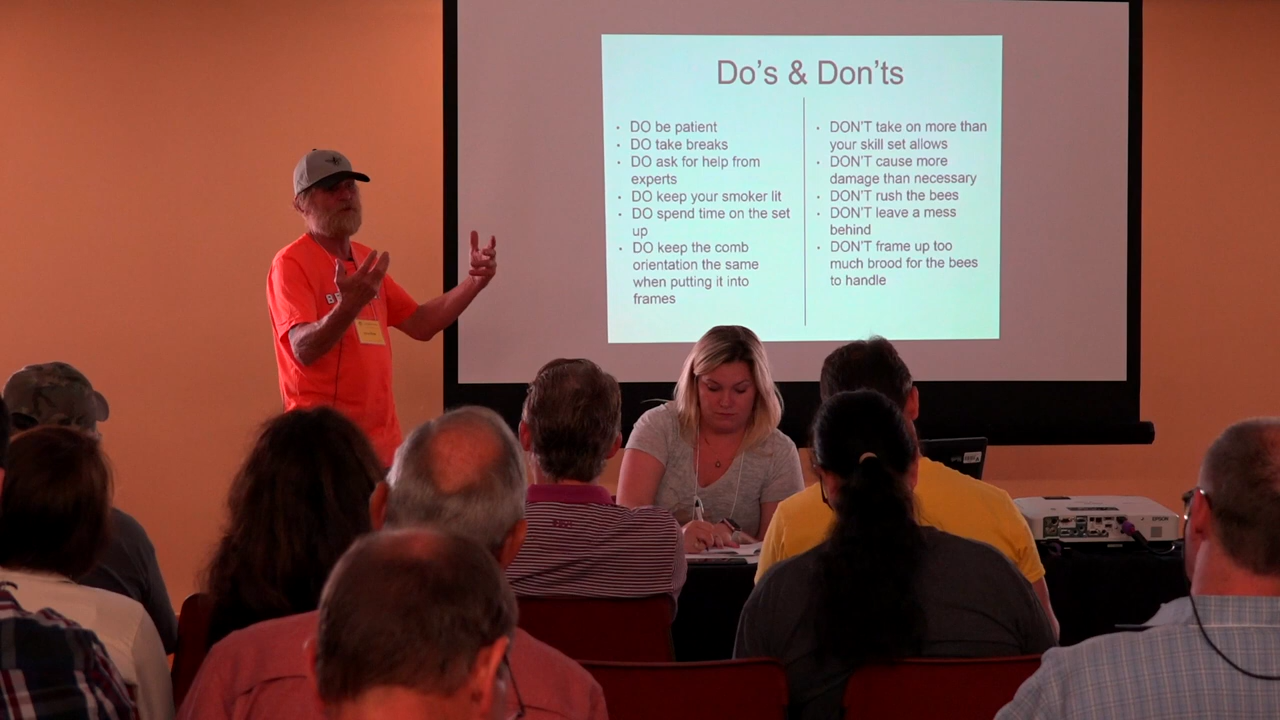 Do's & Don'ts
DO be patient
DO take breaks
DO ask for help from
experts
DO keep your smoker lit
DO spend time on the set
up
DO keep the comb
orientation the same
when putting it into
frames
DON'T take on more than
your skill set allows
DON'T cause more
damage than necessary
DON'T rush the bees
DON'T leave a mess
behind
DON'T frame up too
much brood for the bees
to handle
EPSON